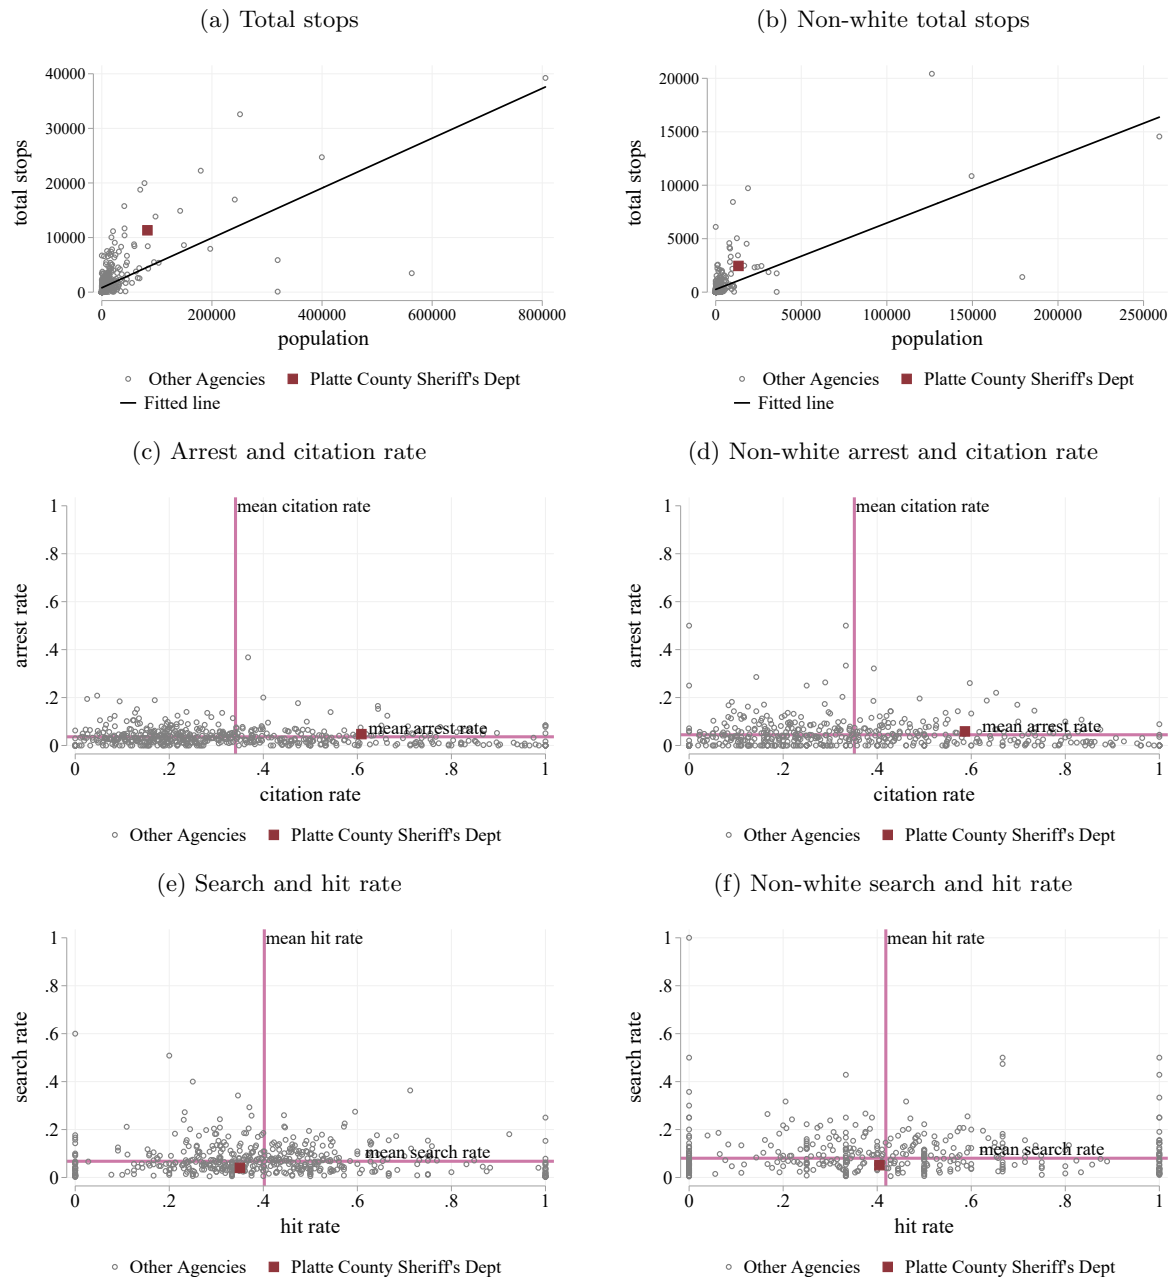 (a) Total stops
(b) Non-white total stops
total stops
40000
30000
20000
10000
0
0 200000 400000 600000 800000
population
Other Agencies Platte County Sheriff's Dept
Fitted line
total stops
20000
15000
10000
5000
0
0 50000 100000 150000 200000 250000
population
Other Agencies Platte County Sheriff's Dept
Fitted line
(c) Arrest and citation rate
(d) Non-white arrest and citation rate
arrest rate
1
.8
.6
.4
.2
0
mean citation rate
mean arrest rate
0 .2 .4 .6 .8 1
citation rate
Other Agencies Platte County Sheriff's Dept
arrest rate
1
.8
.6
.4
.2
0
mean citation rate
mean arrest rate
0 .2 .4 .6 .8 1
citation rate
Other Agencies Platte County Sheriff's Dept
(e) Search and hit rate
(f) Non-white search and hit rate
search rate
1
.8
.6
.4
.2
0
mean hit rate
mean search rate
0 .2 .4 .6 .8 1
hit rate
Other Agencies Platte County Sheriff's Dept
search rate
1
.8
.6
.4
.2
0
mean hit rate
mean search rate
0 .2 .4 .6 .8 1
hit rate
Other Agencies Platte County Sheriff's Dept